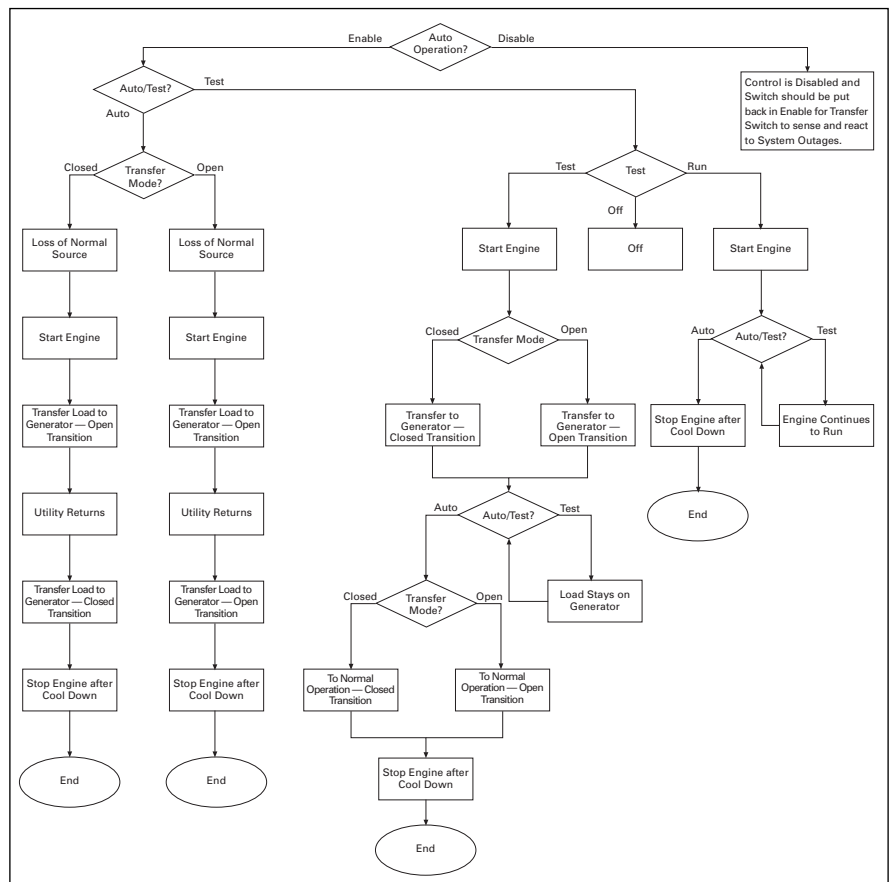 Enable
Auto
Operation?
Disable
Auto/Test?
Test
Auto
Control is Disabled and
Switch should be put
back in Enable for Transfer
Switch to sense and react
to System Outages.
Closed
Transfer
Mode?
Open
Test
Test
Run
Off
Loss of Normal
Source
Loss of Normal
Source
Start Engine
Off
Start Engine
Start Engine
Start Engine
Closed
Transfer Mode
Open
Auto
Auto/Test?
Test
Transfer Load to
Generator — Open
Transition
Transfer Load to
Generator — Open
Transition
Transfer to
Generator —
Closed Transition
Transfer to
Generator —
Open Transition
Stop Engine after
Cool Down
Engine Continues
to Run
Utility Returns
Utility Returns
Auto
Auto/Test?
Test
End
Transfer Load to
Generator — Closed
Transition
Transfer Load to
Generator — Open
Transition
Closed
Transfer
Mode?
Open
Load Stays on
Generator
Stop Engine after
Cool Down
Stop Engine after
Cool Down
To Normal
Operation — Closed
Transition
To Normal
Operation — Open
Transition
End
End
Stop Engine after
Cool Down
End